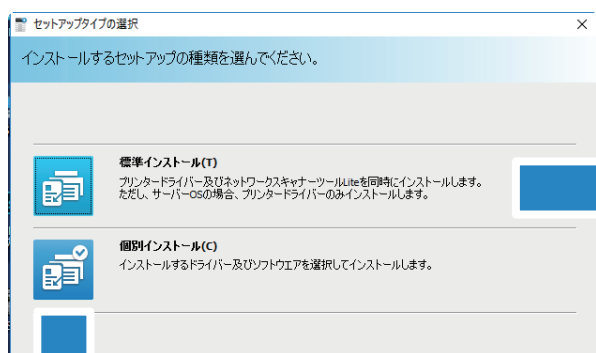 セットアップタイプの選択
インストールするセットアップの種類を選んでください。
標準インストール(T)
プリンタードライバー及びネットワークスキャナーツールLiteを同時にインストールします。
ただし、サーバーOSの場合、プリンタードライバーのみインストールします。
個別インストール(C)
インストールするドライバー及びソフトウエアを選択してインストールします。